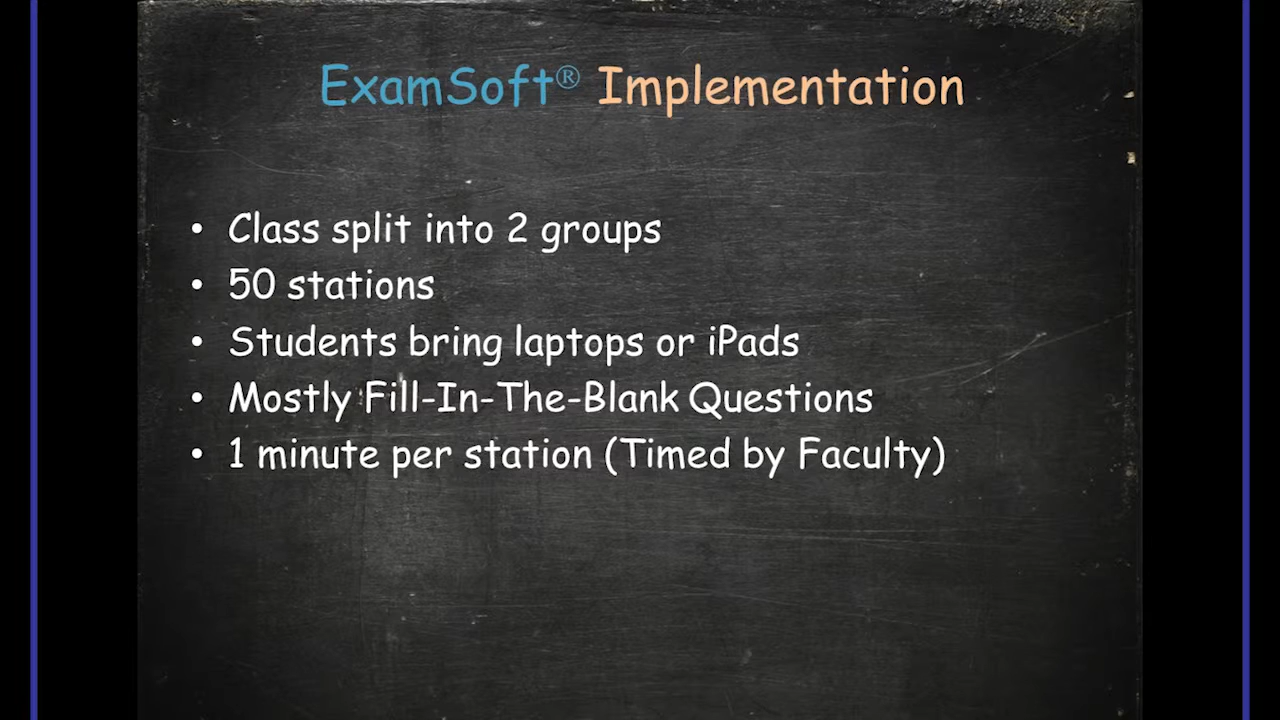 ExamSoft® Implementation
• Class split into 2 groups
• 50 stations
• Students bring laptops or iPads
• Mostly Fill-In-The-Blank Questions
• 1 minute per station (Timed by Faculty)